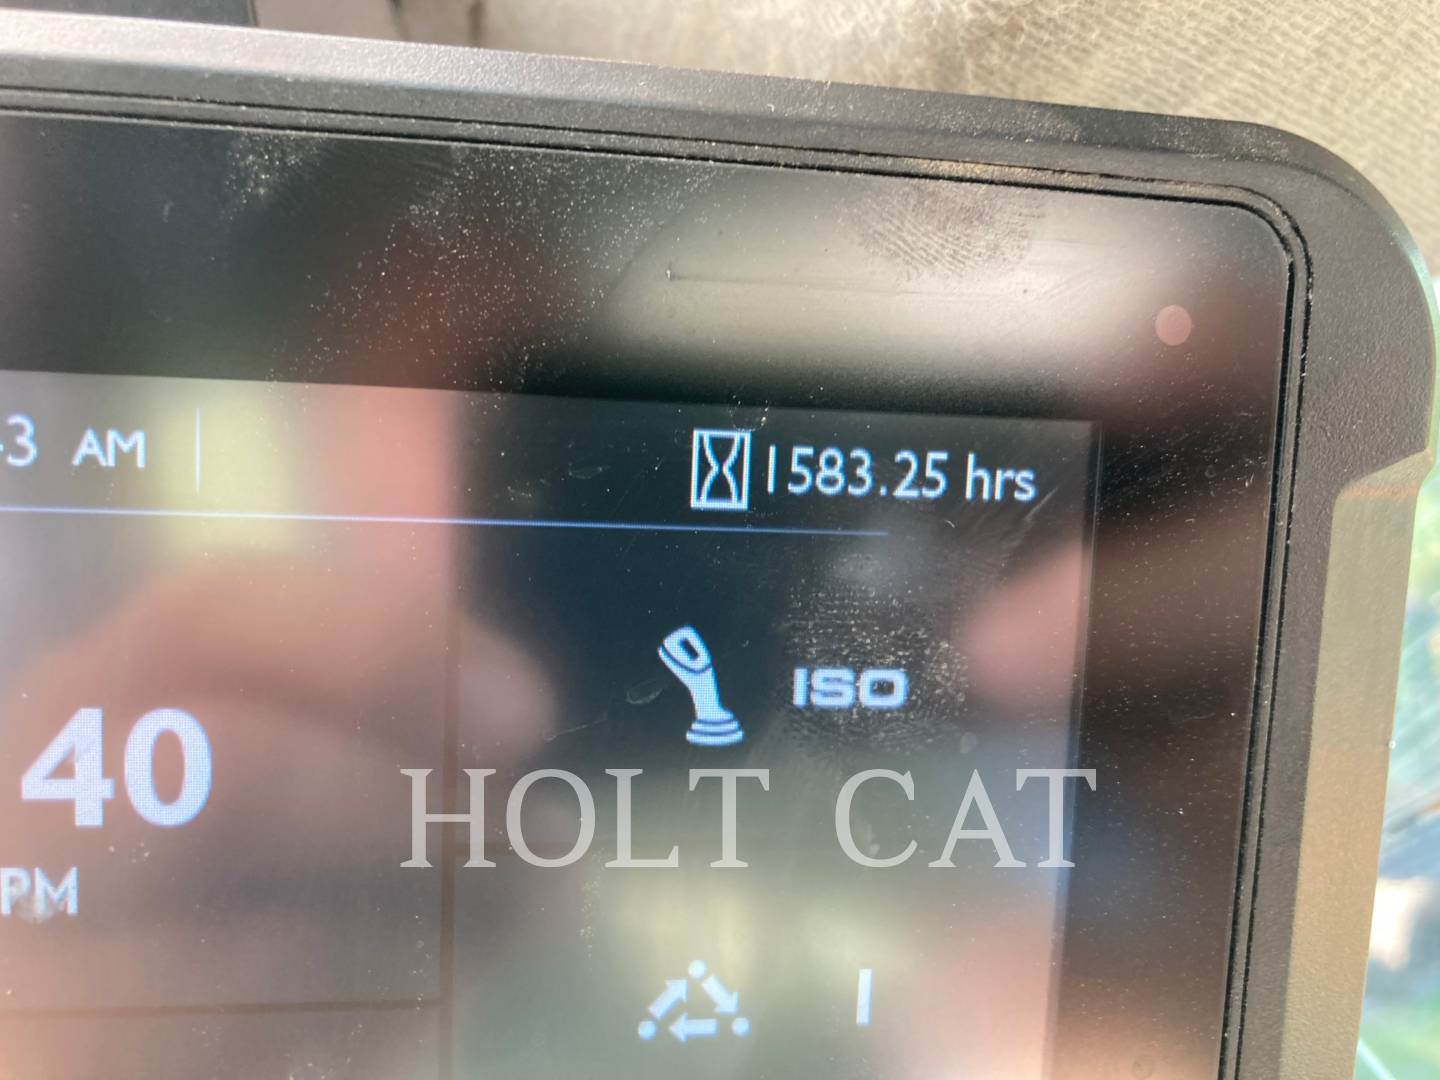 3 AM
1583.25 hrs
ISO
40
HOLT CAT
PM
1